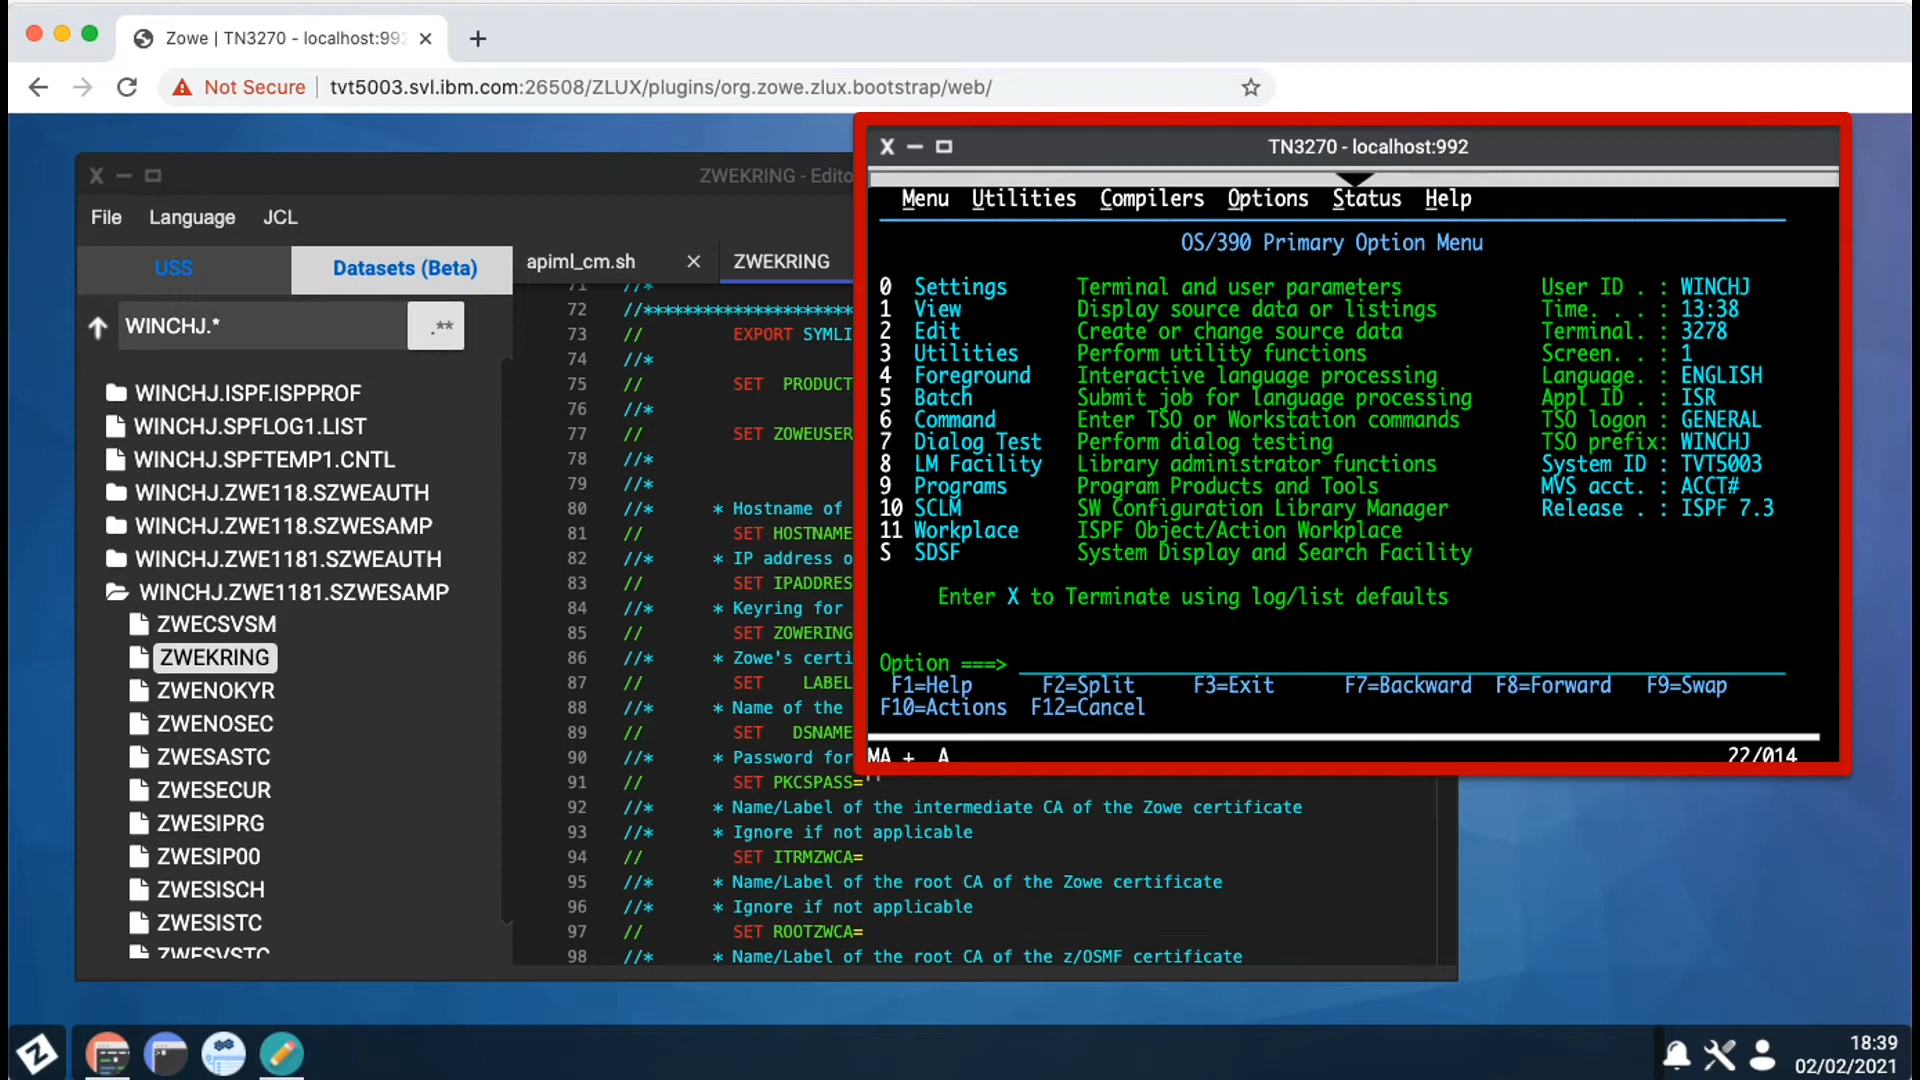 Zowe | TN3270 - localhost:992
Not Secure
tvt5003.svl.ibm.com:26508/ZLUX/plugins/org.zowe.zlux.bootstrap/web/
ZWEKRING - Edito
File Language JCL
USS Datasets (Beta)
WINCHJ.*
.**
WINCHJ.ISPF.ISPPROF
WINCHJ.SPFLOG1.LIST
WINCHJ.SPFTEMP1.CNTL
WINCHJ.ZWE118.SZWEAUTH
WINCHJ.ZWE118.SZWESAMP
WINCHJ.ZWE1181.SZWEAUTH
WINCHJ.ZWE1181.SZWESAMP
ZWECSVSM
ZWEKRING
ZWENOKYR
ZWENOSEC
ZWESASTC
ZWESECUR
ZWESIPRG
ZWESIP00
ZWESISCH
ZWESISTC
ZWESVSTC
apiml_cm.sh
ZWEKRING
71 //*
72 //*********************
73 // EXPORT SYMLI
74 //*
75 // SET PRODUCT
76 //*
77 // SET ZOWEUSER
78 //*
79 //*
80 //* * Hostname of
81 // SET HOSTNAME
82 //* * IP address o
83 // SET IPADDRES
84 //* * Keyring for
85 // SET ZOWERING
86 //* * Zowe's certi
87 // SET LABEL
88 //* * Name of the
89 // SET DSNAME
90 //* * Password for
91 // SET PKCSPASS=''
92 //* * Name/Label of the intermediate CA of the Zowe certificate
93 //* * Ignore if not applicable
94 // SET ITRMZWCA=
95 //* * Name/Label of the root CA of the Zowe certificate
96 //* * Ignore if not applicable
97 // SET ROOTZWCA=
98 //* * Name/Label of the root CA of the z/OSMF certificate
TN3270 - localhost:992
Menu Utilities Compilers Options Status Help
OS/390 Primary Option Menu
0 Settings Terminal and user parameters User ID . : WINCHJ
1 View Display source data or listings Time. . . : 13:38
2 Edit Create or change source data Terminal. : 3278
3 Utilities Perform utility functions Screen. . : 1
4 Foreground Interactive language processing Language. : ENGLISH
5 Batch Submit job for language processing Appl ID . : ISR
6 Command Enter TSO or Workstation commands TSO logon : GENERAL
7 Dialog Test Perform dialog testing TSO prefix: WINCHJ
8 LM Facility Library administrator functions System ID : TVT5003
9 Programs Program Products and Tools MVS acct. : ACCT#
10 SCLM SW Configuration Library Manager Release . : ISPF 7.3
11 Workplace ISPF Object/Action Workplace
S SDSF System Display and Search Facility
Enter X to Terminate using log/list defaults
Option ===>
F1=Help F2=Split F3=Exit F7=Backward F8=Forward F9=Swap
F10=Actions F12=Cancel
MA + A 22/014
18:39
02/02/2021